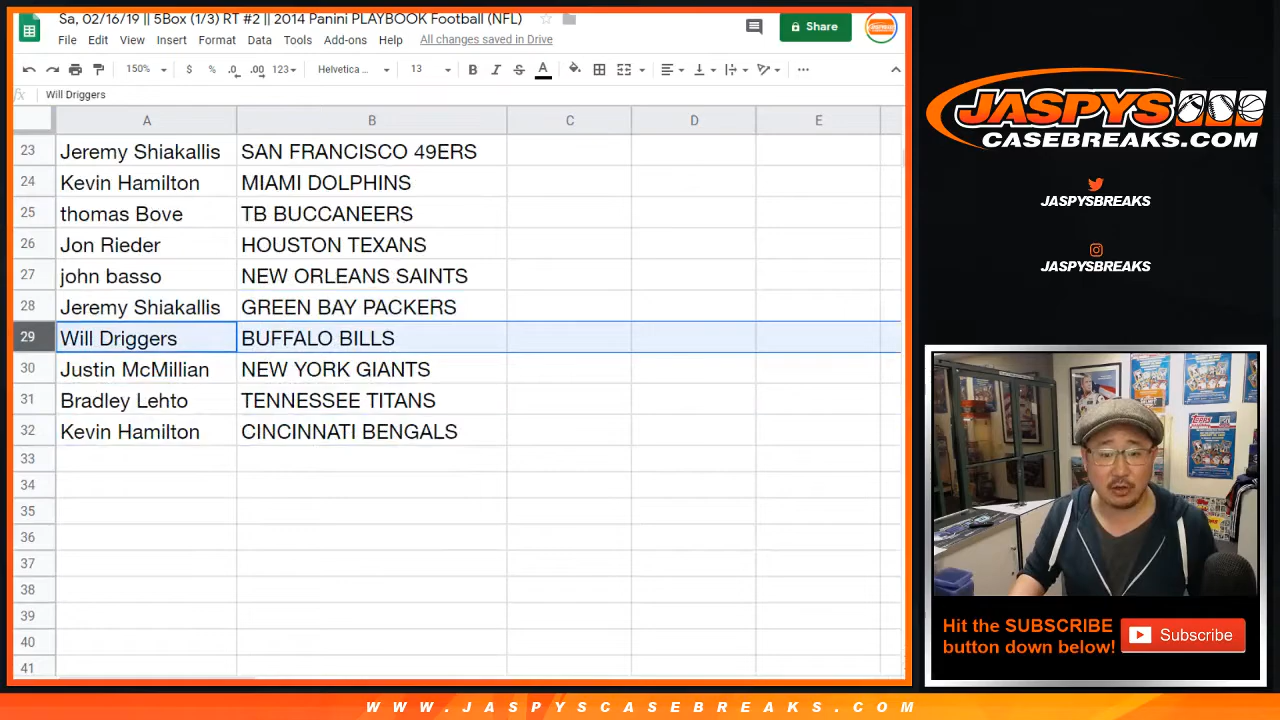 Sa, 02/16/19 || 5Box (1/3) RT #2 || 2014 Panini PLAYBOOK Football (NFL)
File Edit View Insert Format Data Tools Add-ons Help All changes saved in Drive
Share
150% $ % .0 .00 123 Helvetica ... 13 B I S A
fx Will Driggers
A B C D E
23 Jeremy Shiakallis SAN FRANCISCO 49ERS
24 Kevin Hamilton MIAMI DOLPHINS
25 thomas Bove TB BUCCANEERS
26 Jon Rieder HOUSTON TEXANS
27 john basso NEW ORLEANS SAINTS
28 Jeremy Shiakallis GREEN BAY PACKERS
29 Will Driggers BUFFALO BILLS
30 Justin McMillian NEW YORK GIANTS
31 Bradley Lehto TENNESSEE TITANS
32 Kevin Hamilton CINCINNATI BENGALS
33
34
35
36
37
38
39
40
41
JASPYS
CASEBREAKS.COM
JASPYSBREAKS
JASPYSBREAKS
Hit the SUBSCRIBE
button down below!
Subscribe
WWW.JASPYSCASEBREAKS.COM